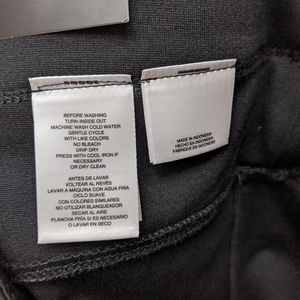 BEFORE WASHING
TURN INSIDE OUT
MACHINE WASH COLD WATER
GENTLE CYCLE
WITH LIKE COLORS
NO BLEACH
DRIP DRY
PRESS WITH COOL IRON IF
NECESSARY
OR DRY CLEAN
ANTES DE LAVAR
VOLTEAR AL REVÉS
LAVAR A MÁQUINA CON AGUA FRÍA
CICLO SUAVE
CON COLORES SIMILARES
NO UTILIZAR BLANQUEADOR
SECAR AL AIRE
PLANCHA FRÍA SI ES NECESARIO
O LAVAR EN SECO
MADE IN INDONESIA
HECHO EN INDONESIA
FABRIQUÉ EN INDONÉSIE